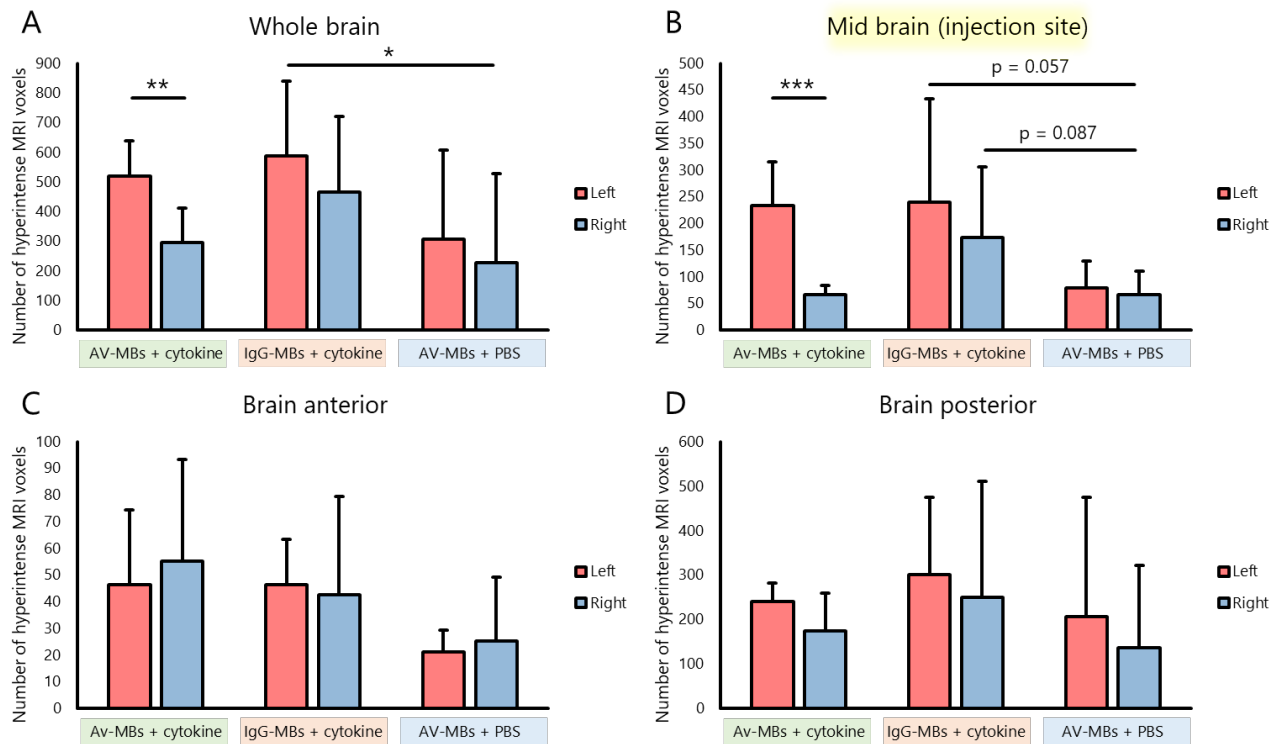 A
Whole brain
Number of hyperintense MRI voxels
900
800
700
600
500
400
300
200
100
0
**
*
Left
Right
AV-MBs + cytokine
IgG-MBs + cytokine
AV-MBs + PBS
B
Mid brain (injection site)
Number of hyperintense MRI voxels
500
450
400
350
300
250
200
150
100
50
0
***
p = 0.057
p = 0.087
Left
Right
Av-MBs + cytokine
IgG-MBs + cytokine
AV-MBs + PBS
C
Brain anterior
Number of hyperintense MRI voxels
100
90
80
70
60
50
40
30
20
10
0
Left
Right
Av-MBs + cytokine
IgG-MBs + cytokine
AV-MBs + PBS
D
Brain posterior
Number of hyperintense MRI voxels
600
500
400
300
200
100
0
Left
Right
Av-MBs + cytokine
IgG-MBs + cytokine
AV-MBs + PBS